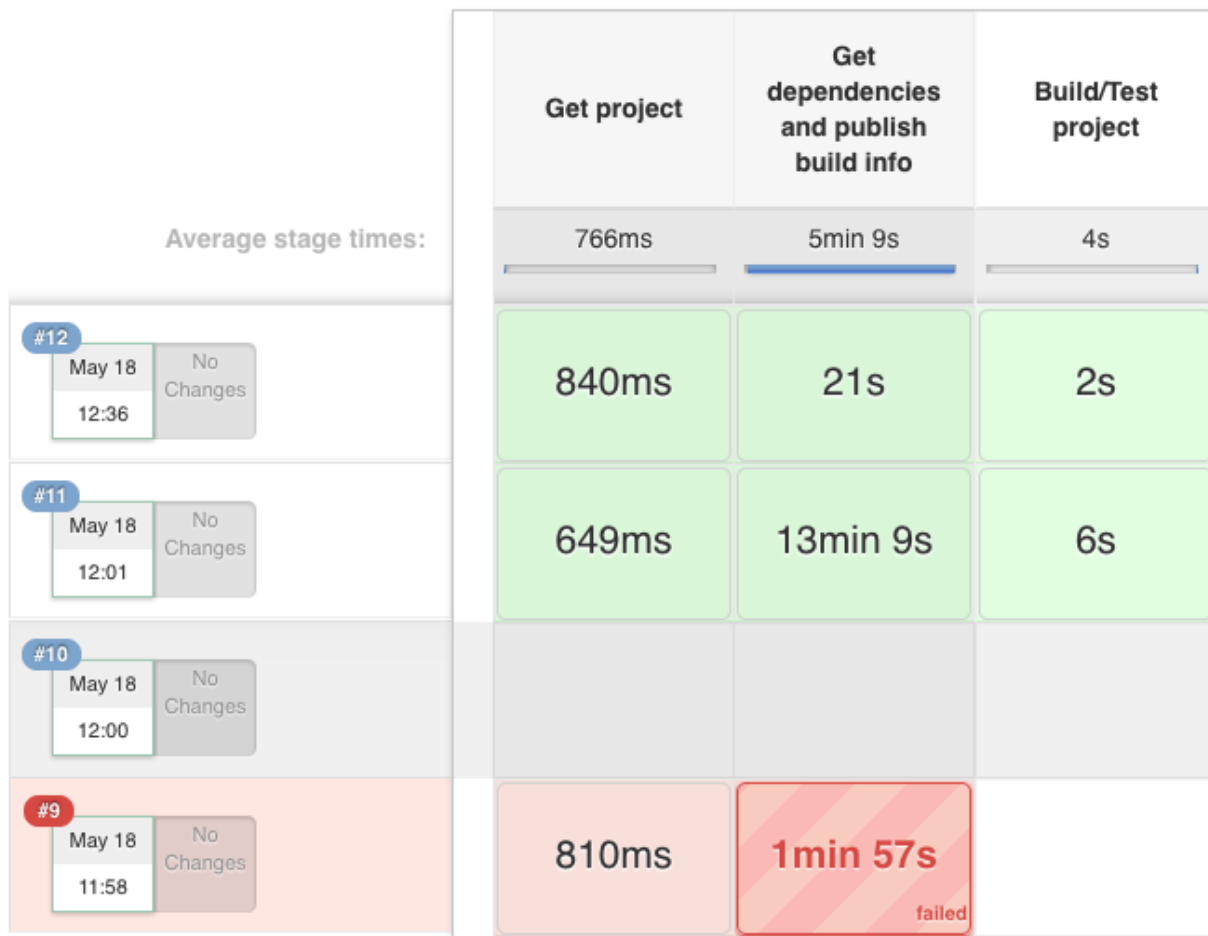 Get project
Get
dependencies
and publish
build info
Build/Test
project
Average stage times:
766ms
5min 9s
4s
#12
May 18
12:36
No
Changes
840ms
21s
2s
#11
May 18
12:01
No
Changes
649ms
13min 9s
6s
#10
May 18
12:00
No
Changes
#9
May 18
11:58
No
Changes
810ms
1min 57s
failed